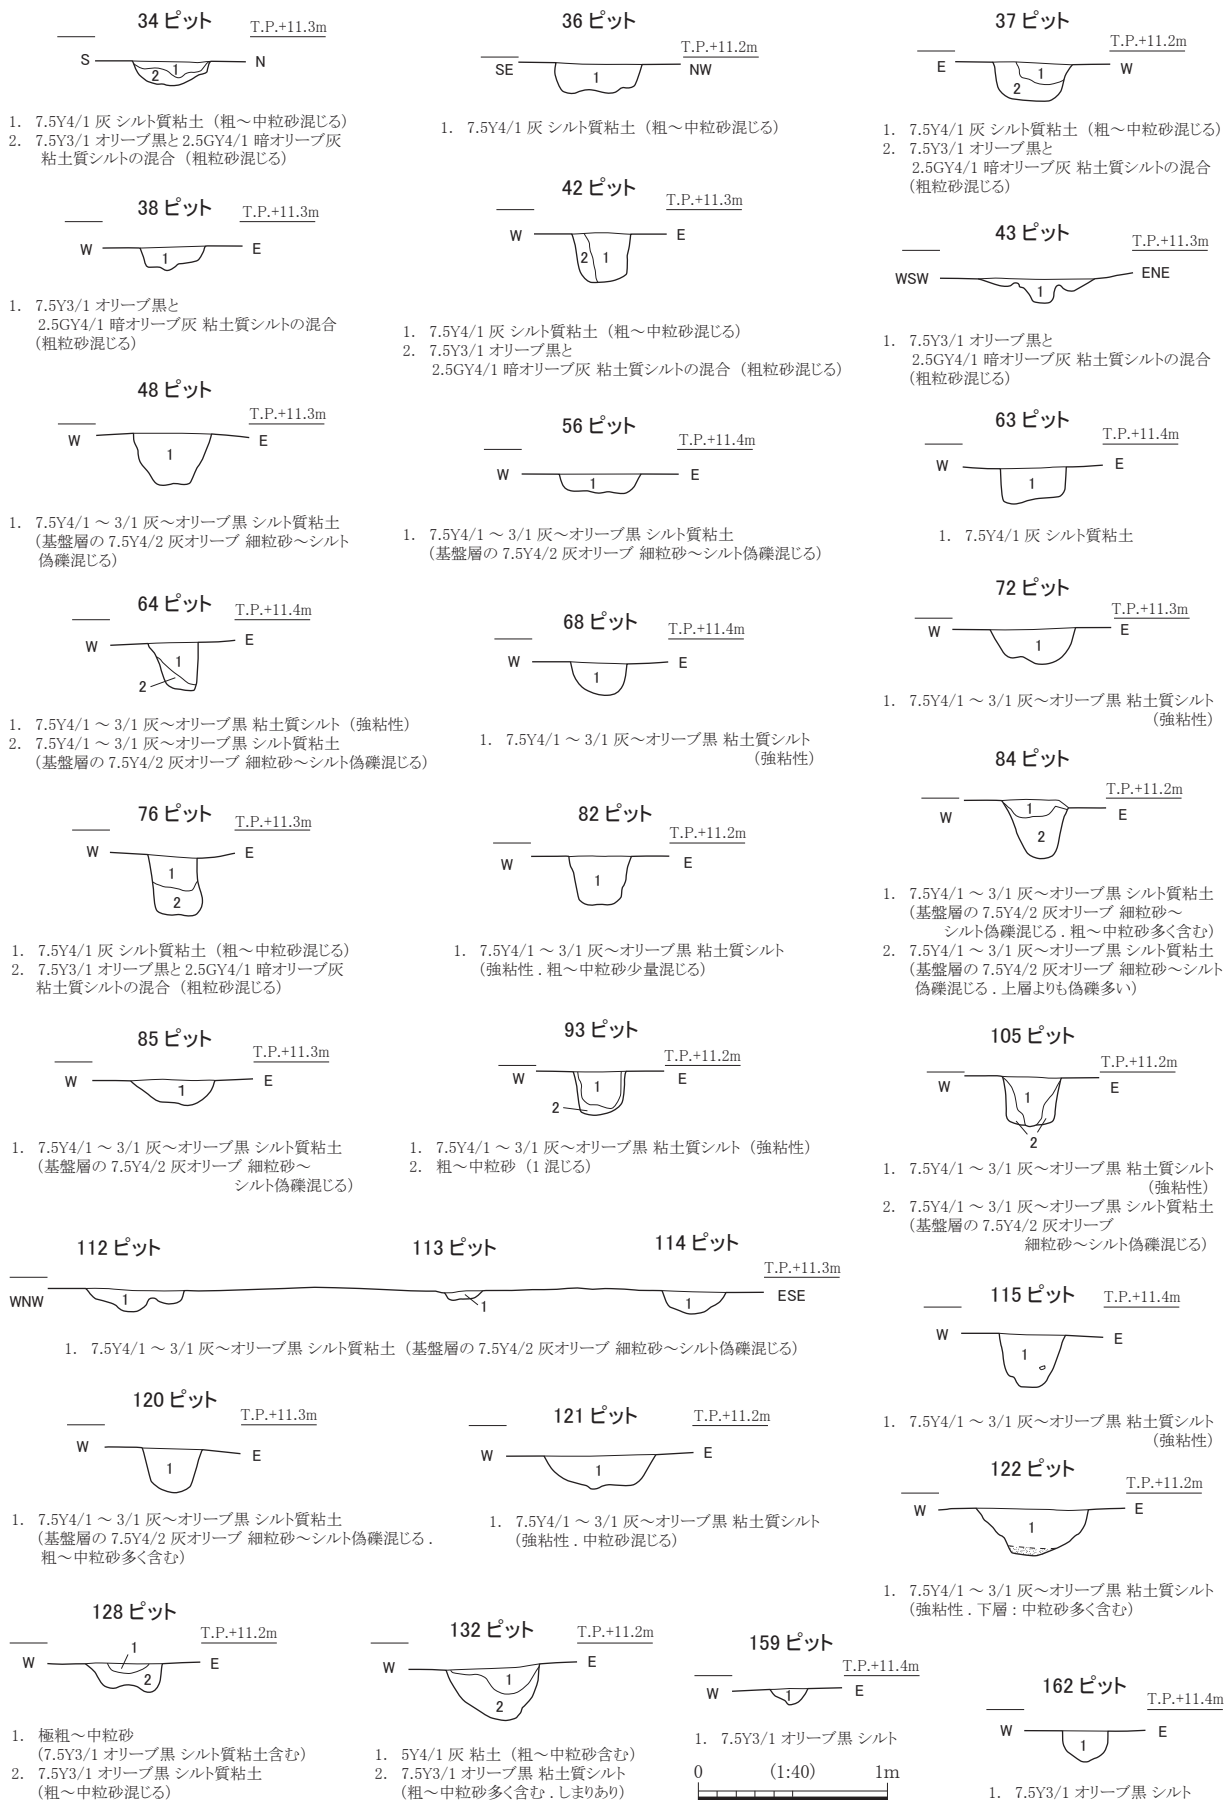 34 ピット
T.P.+11.3m
S
N
1
2
1. 7.5Y4/1 灰 シルト質粘土（粗～中粒砂混じる）
2. 7.5Y3/1 オリーブ黒と 2.5GY4/1 暗オリーブ灰
粘土質シルトの混合（粗粒砂混じる）
36 ピット
T.P.+11.2m
SE
NW
1
1. 7.5Y4/1 灰 シルト質粘土（粗～中粒砂混じる）
37 ピット
T.P.+11.2m
E
W
1
2
1. 7.5Y4/1 灰 シルト質粘土（粗～中粒砂混じる）
2. 7.5Y3/1 オリーブ黒と
2.5GY4/1 暗オリーブ灰 粘土質シルトの混合
（粗粒砂混じる）
38 ピット
T.P.+11.3m
W
E
1
1. 7.5Y3/1 オリーブ黒と
2.5GY4/1 暗オリーブ灰 粘土質シルトの混合
（粗粒砂混じる）
42 ピット
T.P.+11.3m
W
E
2 1
1. 7.5Y4/1 灰 シルト質粘土（粗～中粒砂混じる）
2. 7.5Y3/1 オリーブ黒と
2.5GY4/1 暗オリーブ灰 粘土質シルトの混合（粗粒砂混じる）
43 ピット
T.P.+11.3m
WSW
ENE
1
1. 7.5Y3/1 オリーブ黒と
2.5GY4/1 暗オリーブ灰 粘土質シルトの混合
（粗粒砂混じる）
48 ピット
T.P.+11.3m
W
E
1
1. 7.5Y4/1 ～ 3/1 灰～オリーブ黒 シルト質粘土
（基盤層の 7.5Y4/2 灰オリーブ 細粒砂～シルト
偽礫混じる）
56 ピット
T.P.+11.4m
W
E
1
1. 7.5Y4/1 ～ 3/1 灰～オリーブ黒 シルト質粘土
（基盤層の 7.5Y4/2 灰オリーブ 細粒砂～シルト偽礫混じる）
63 ピット
T.P.+11.4m
W
E
1
1. 7.5Y4/1 灰 シルト質粘土
64 ピット
T.P.+11.4m
W
E
1
2
1. 7.5Y4/1 ～ 3/1 灰～オリーブ黒 粘土質シルト（強粘性）
2. 7.5Y4/1 ～ 3/1 灰～オリーブ黒 シルト質粘土
（基盤層の 7.5Y4/2 灰オリーブ 細粒砂～シルト偽礫混じる）
68 ピット
T.P.+11.4m
W
E
1
1. 7.5Y4/1 ～ 3/1 灰～オリーブ黒 粘土質シルト
（強粘性）
72 ピット
T.P.+11.3m
W
E
1
1. 7.5Y4/1 ～ 3/1 灰～オリーブ黒 粘土質シルト
（強粘性）
76 ピット
T.P.+11.3m
W
E
1
2
1. 7.5Y4/1 灰 シルト質粘土（粗～中粒砂混じる）
2. 7.5Y3/1 オリーブ黒と 2.5GY4/1 暗オリーブ灰
粘土質シルトの混合（粗粒砂混じる）
82 ピット
T.P.+11.2m
W
E
1
1. 7.5Y4/1 ～ 3/1 灰～オリーブ黒 粘土質シルト
（強粘性．粗～中粒砂少量混じる）
84 ピット
T.P.+11.2m
W
E
1
2
1. 7.5Y4/1 ～ 3/1 灰～オリーブ黒 シルト質粘土
（基盤層の 7.5Y4/2 灰オリーブ 細粒砂～
シルト偽礫混じる．粗～中粒砂多く含む）
2. 7.5Y4/1 ～ 3/1 灰～オリーブ黒 シルト質粘土
（基盤層の 7.5Y4/2 灰オリーブ 細粒砂～シルト
偽礫混じる．上層よりも偽礫多い）
85 ピット
T.P.+11.3m
W
E
1
1. 7.5Y4/1 ～ 3/1 灰～オリーブ黒 シルト質粘土
（基盤層の 7.5Y4/2 灰オリーブ 細粒砂～
シルト偽礫混じる）
93 ピット
T.P.+11.2m
W
E
1
2
1. 7.5Y4/1 ～ 3/1 灰～オリーブ黒 粘土質シルト（強粘性）
2. 粗～中粒砂（1 混じる）
105 ピット
T.P.+11.2m
W
E
1
2
1. 7.5Y4/1 ～ 3/1 灰～オリーブ黒 粘土質シルト
（強粘性）
2. 7.5Y4/1 ～ 3/1 灰～オリーブ黒 シルト質粘土
（基盤層の 7.5Y4/2 灰オリーブ
細粒砂～シルト偽礫混じる）
112 ピット
113 ピット
114 ピット
T.P.+11.3m
WNW
ESE
1
1
1
1. 7.5Y4/1 ～ 3/1 灰～オリーブ黒 シルト質粘土（基盤層の 7.5Y4/2 灰オリーブ 細粒砂～シルト偽礫混じる）
115 ピット
T.P.+11.4m
W
E
1
1. 7.5Y4/1 ～ 3/1 灰～オリーブ黒 粘土質シルト
（強粘性）
120 ピット
T.P.+11.3m
W
E
1
1. 7.5Y4/1 ～ 3/1 灰～オリーブ黒 シルト質粘土
（基盤層の 7.5Y4/2 灰オリーブ 細粒砂～シルト偽礫混じる．
粗～中粒砂多く含む）
121 ピット
T.P.+11.2m
W
E
1
1. 7.5Y4/1 ～ 3/1 灰～オリーブ黒 粘土質シルト
（強粘性．中粒砂混じる）
122 ピット
T.P.+11.2m
W
E
1
1. 7.5Y4/1 ～ 3/1 灰～オリーブ黒 粘土質シルト
（強粘性．下層：中粒砂多く含む）
128 ピット
T.P.+11.2m
W
E
1
2
1. 極粗～中粒砂
（7.5Y3/1 オリーブ黒 シルト質粘土含む）
2. 7.5Y3/1 オリーブ黒 シルト質粘土
（粗～中粒砂混じる）
132 ピット
T.P.+11.2m
W
E
1
2
1. 5Y4/1 灰 粘土（粗～中粒砂含む）
2. 7.5Y3/1 オリーブ黒 粘土質シルト
（粗～中粒砂多く含む．しまりあり）
159 ピット
T.P.+11.4m
W
E
1
1. 7.5Y3/1 オリーブ黒 シルト
0 (1:40) 1m
162 ピット
T.P.+11.4m
W
E
1
1. 7.5Y3/1 オリーブ黒 シルト